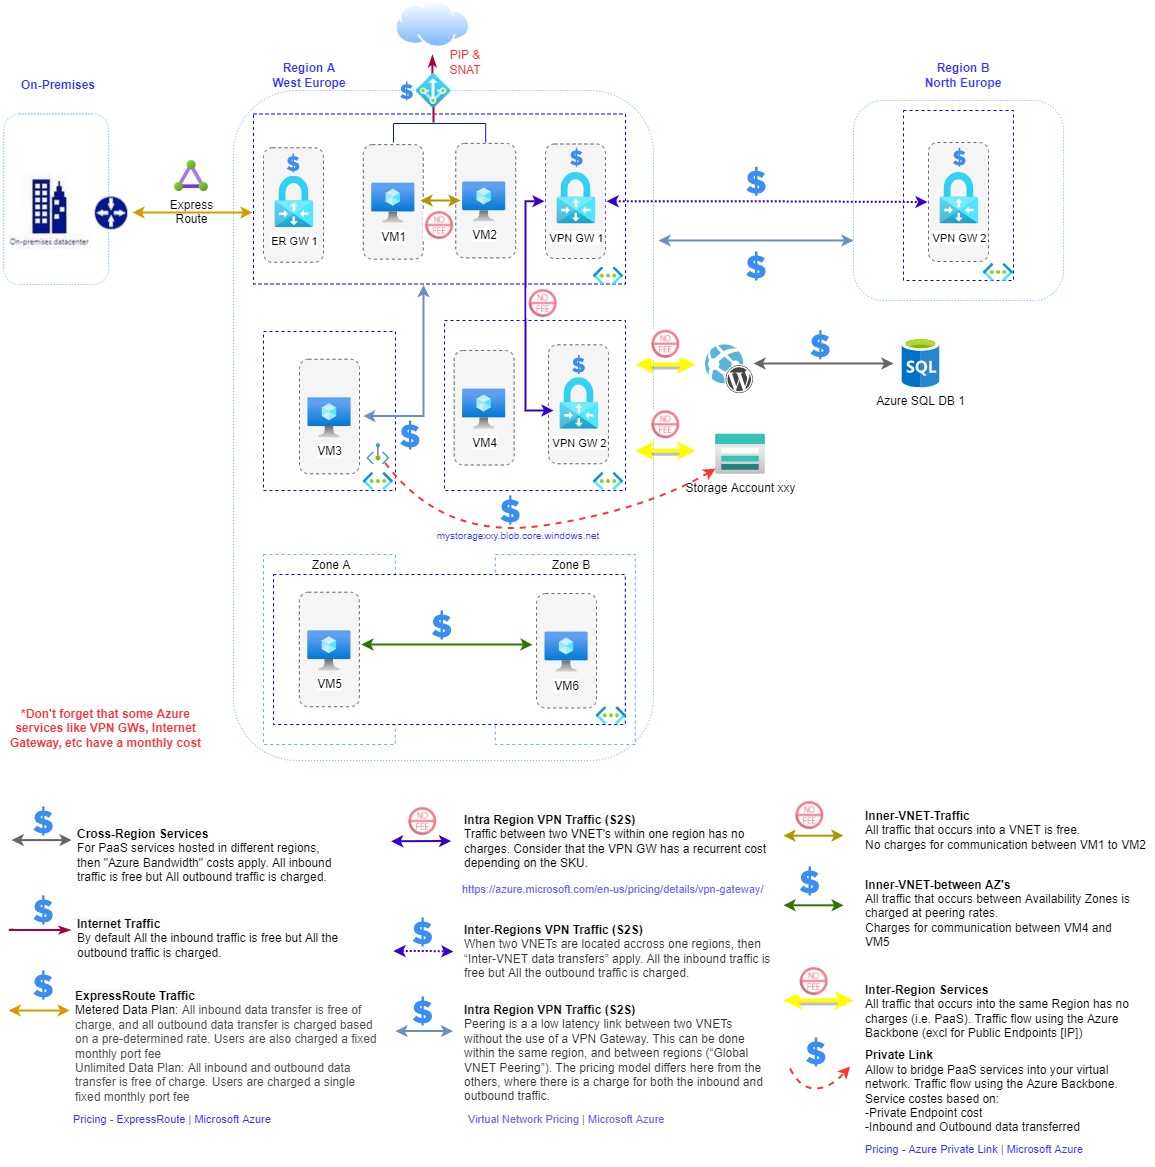 PIP &
SNAT
Region A
West Europe
Region B
North Europe
On-Premises
Express
Route
On-premises datacenter
ER GW 1
VM1
NO
FEE
VM2
VPN GW 1
VPN GW 2
NO
FEE
VM3
VM4
VPN GW 2
NO
FEE
SQL
Azure SQL DB 1
NO
FEE
Storage Account xxy
mystoragexxy.blob.core.windows.net
Zone A
Zone B
VM5
VM6
*Don't forget that some Azure
services like VPN GWs, Internet
Gateway, etc have a monthly cost
Cross-Region Services
For PaaS services hosted in different regions,
then "Azure Bandwidth" costs apply. All inbound
traffic is free but All outbound traffic is charged.
Internet Traffic
By default All the inbound traffic is free but All the
outbound traffic is charged.
ExpressRoute Traffic
Metered Data Plan: All inbound data transfer is free of
charge, and all outbound data transfer is charged based
on a pre-determined rate. Users are also charged a fixed
monthly port fee
Unlimited Data Plan: All inbound and outbound data
transfer is free of charge. Users are charged a single
fixed monthly port fee
Pricing - ExpressRoute | Microsoft Azure
NO
FEE
Intra Region VPN Traffic (S2S)
Traffic between two VNET's within one region has no
charges. Consider that the VPN GW has a recurrent cost
depending on the SKU.
https://azure.microsoft.com/en-us/pricing/details/vpn-gateway/
Inter-Regions VPN Traffic (S2S)
When two VNETs are located accross one regions, then
“Inter-VNET data transfers” apply. All the inbound traffic is
free but All the outbound traffic is charged.
Intra Region VPN Traffic (S2S)
Peering is a a low latency link between two VNETs
without the use of a VPN Gateway. This can be done
within the same region, and between regions (“Global
VNET Peering”). The pricing model differs here from the
others, where there is a charge for both the inbound and
outbound traffic.
Virtual Network Pricing | Microsoft Azure
NO
FEE
Inner-VNET-Traffic
All traffic that occurs into a VNET is free.
No charges for communication between VM1 to VM2
Inner-VNET-between AZ's
All traffic that occurs between Availability Zones is
charged at peering rates.
Charges for communication between VM4 and
VM5
NO
FEE
Inter-Region Services
All traffic that occurs into the same Region has no
charges (i.e. PaaS). Traffic flow using the Azure
Backbone (excl for Public Endpoints [IP])
Private Link
Allow to bridge PaaS services into your virtual
network. Traffic flow using the Azure Backbone.
Service costes based on:
-Private Endpoint cost
-Inbound and Outbound data transferred
Pricing - Azure Private Link | Microsoft Azure